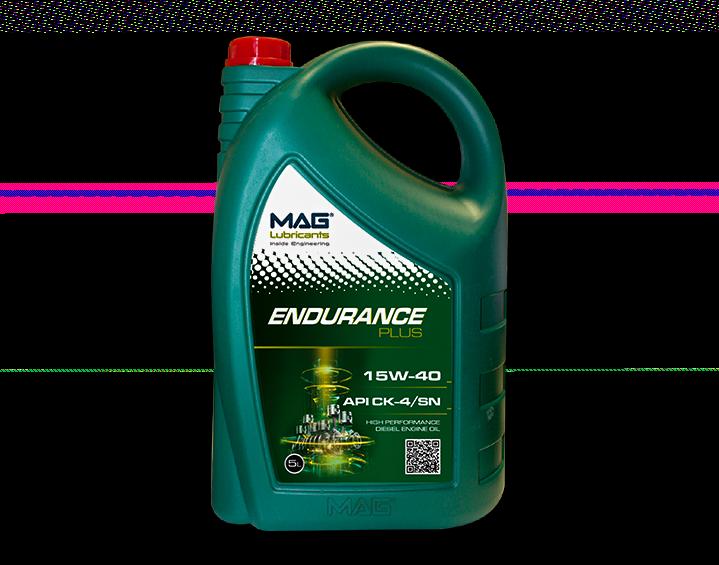 MAG®
Lubricants
Inside Engineering
ENDURANCE
PLUS
15W-40
API CK-4/SN
HIGH PERFORMANCE
DIESEL ENGINE OIL
5L
MAG